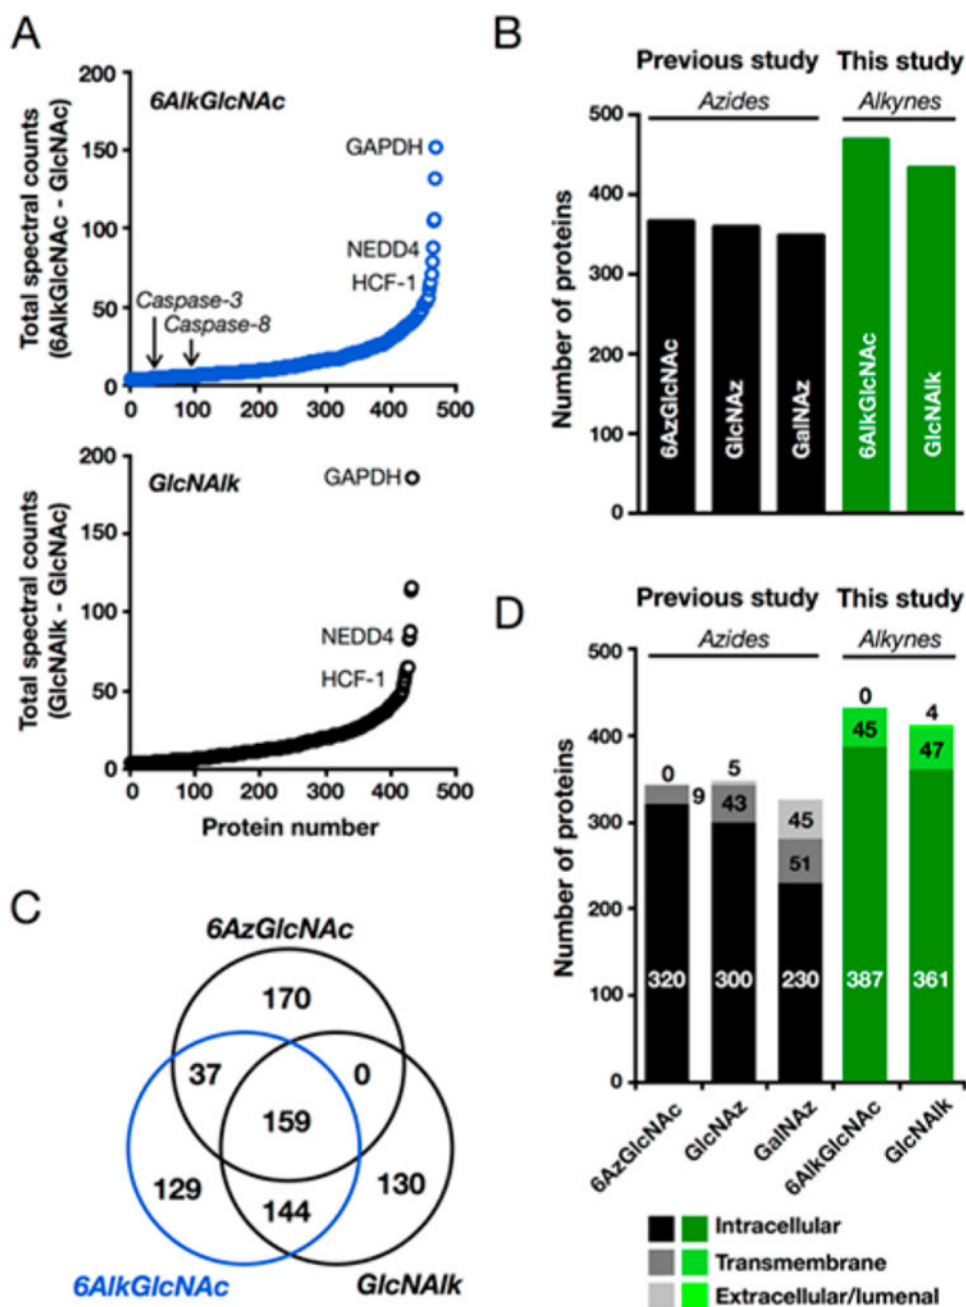 A
Total spectral counts
(6AlkGlcNAc - GlcNAc)
200
150
100
50
0
6AlkGlcNAc
GAPDH
NEDD4
HCF-1
Caspase-3
Caspase-8
0 100 200 300 400 500
Total spectral counts
(GlcNAlk - GlcNAc)
200
150
100
50
0
GlcNAlk
GAPDH
NEDD4
HCF-1
0 100 200 300 400 500
Protein number
B
Previous study This study
Azides Alkynes
Number of proteins
500
400
300
200
100
0
6AzGlcNAc
GlcNAz
GalNAz
6AlkGlcNAc
GlcNAlk
C
6AzGlcNAc
170
37
0
159
129
144
130
6AlkGlcNAc
GlcNAlk
D
Previous study This study
Azides Alkynes
Number of proteins
500
400
300
200
100
0
0
9
320
5
43
300
45
51
230
0
45
387
4
47
361
6AzGlcNAc
GlcNAz
GalNAz
6AlkGlcNAc
GlcNAlk
Intracellular
Transmembrane
Extracellular/lumenal